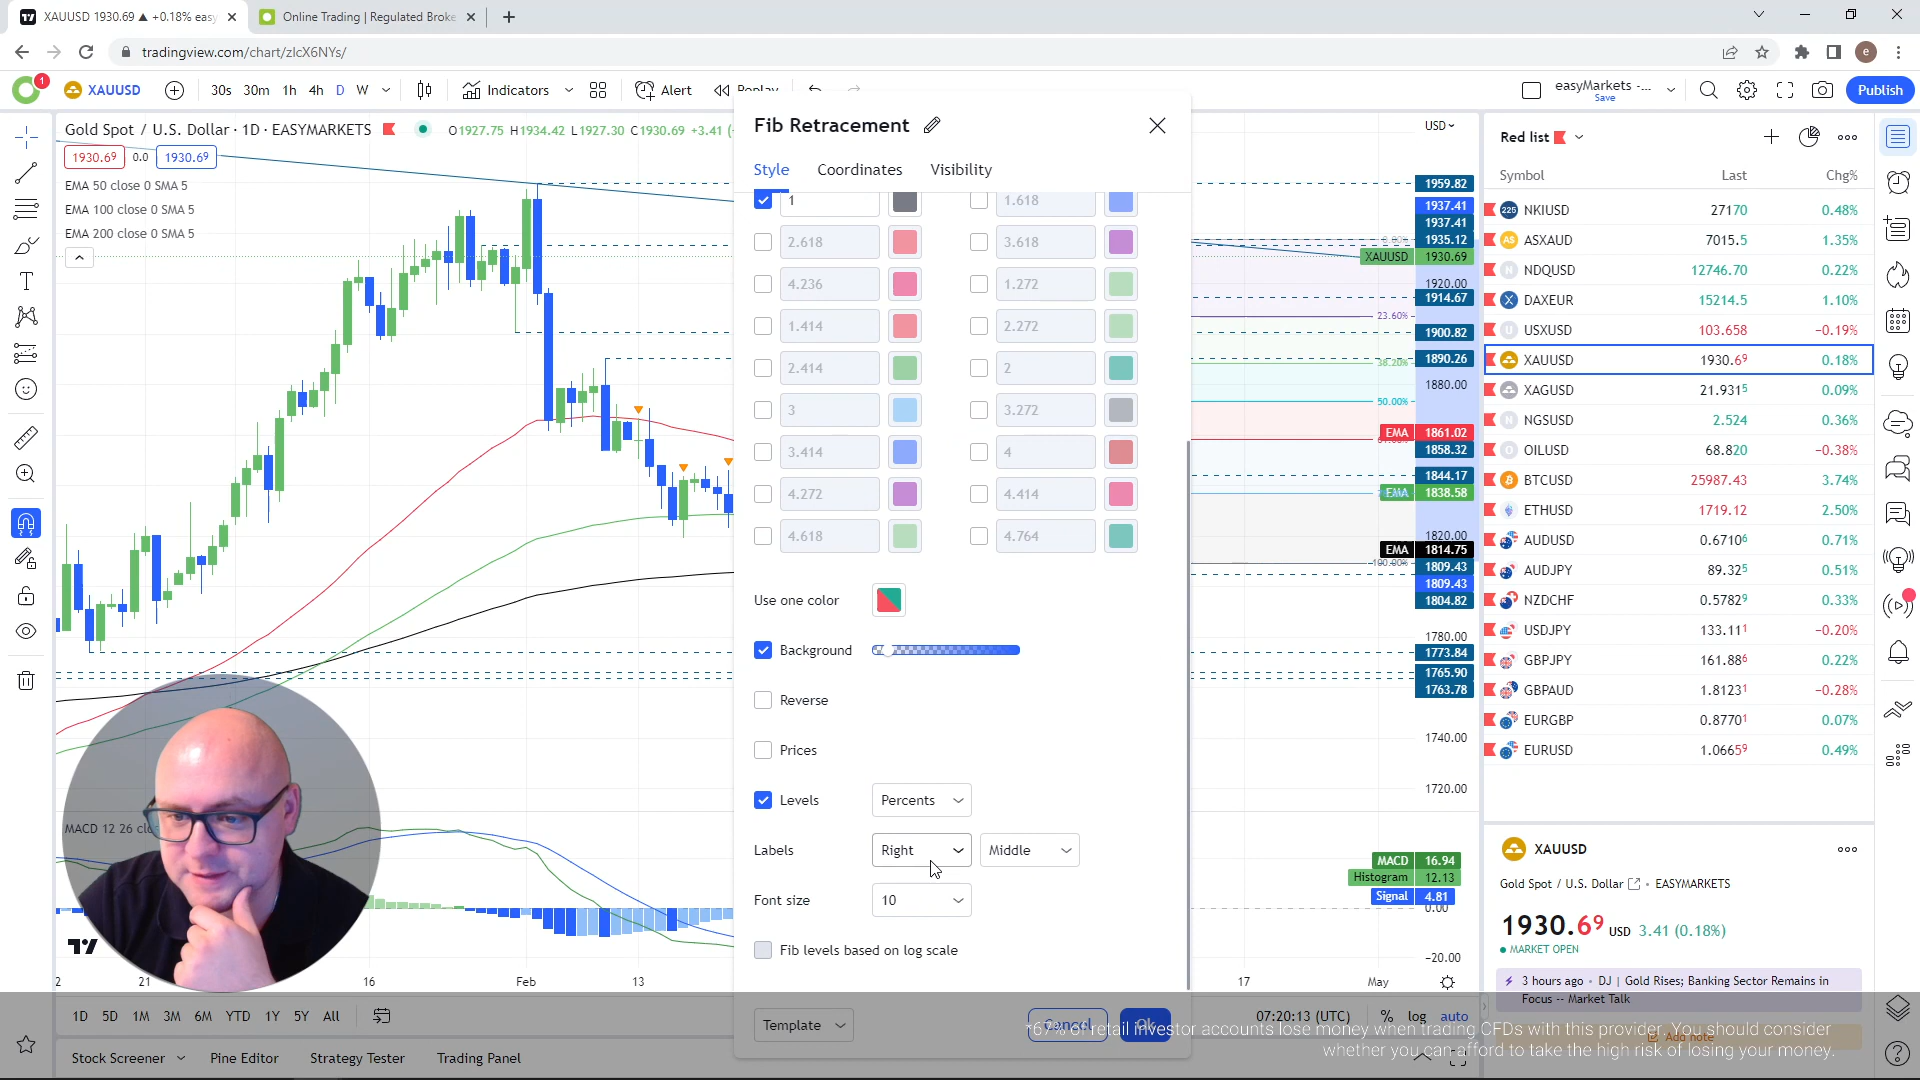 XAUUSD 1930.69 ▲ +0.18% easy
Online Trading | Regulated Broke
tradingview.com/chart/zlcX6NYs/
e
1
XAUUSD
30s 30m 1h 4h D W
Indicators
Alert
Replay
easyMarkets -...
Save
Publish
Gold Spot / U.S. Dollar · 1D · EASYMARKETS
O1927.75 H1934.42 L1927.30 C1930.69 +3.41 (
1930.69 0.0 1930.69
EMA 50 close 0 SMA 5
EMA 100 close 0 SMA 5
EMA 200 close 0 SMA 5
Fib Retracement
Style Coordinates Visibility
1 1.618
2.618 3.618
4.236 1.272
1.414 2.272
2.414 2
3 3.272
3.414 4
4.272 4.414
4.618 4.764
Use one color
Background
Reverse
Prices
Levels Percents
Labels Right Middle
Font size 10
Fib levels based on log scale
Template Cancel Ok
USD
1959.82
1937.41
1937.41
1935.12
XAUUSD 1930.69
1920.00
1914.67
23.60%
1900.82
1890.26
38.20%
1880.00
50.00%
EMA 1861.02
1858.32
1844.17
EMA 1838.58
1820.00
EMA 1814.75
100.00%
1809.43
1809.43
1804.82
1780.00
1773.84
1765.90
1763.78
1740.00
1720.00
MACD 12 26 clo
MACD 16.94
Histogram 12.13
Signal 4.81
0.00
−20.00
21 16 Feb 13 17 May
1D 5D 1M 3M 6M YTD 1Y 5Y All
07:20:13 (UTC) % log auto
Stock Screener Pine Editor Strategy Tester Trading Panel
Red list
Symbol Last Chg%
225 NKIUSD 27170 0.48%
ASXAUD 7015.5 1.35%
NDQUSD 12746.70 0.22%
DAXEUR 15214.5 1.10%
USXUSD 103.658 −0.19%
XAUUSD 1930.69 0.18%
XAGUSD 21.9315 0.09%
NGSUSD 2.524 0.36%
OILUSD 68.820 −0.38%
BTCUSD 25987.43 3.74%
ETHUSD 1719.12 2.50%
AUDUSD 0.67106 0.71%
AUDJPY 89.325 0.51%
NZDCHF 0.57829 0.33%
USDJPY 133.111 −0.20%
GBPJPY 161.886 0.22%
GBPAUD 1.81231 −0.28%
EURGBP 0.87701 0.07%
EURUSD 1.06659 0.49%
XAUUSD
Gold Spot / U.S. Dollar • EASYMARKETS
1930.69 USD 3.41 (0.18%)
MARKET OPEN
3 hours ago • DJ | Gold Rises; Banking Sector Remains in
Focus -- Market Talk
Add note
*67% of retail investor accounts lose money when trading CFDs with this provider. You should consider
whether you can afford to take the high risk of losing your money.